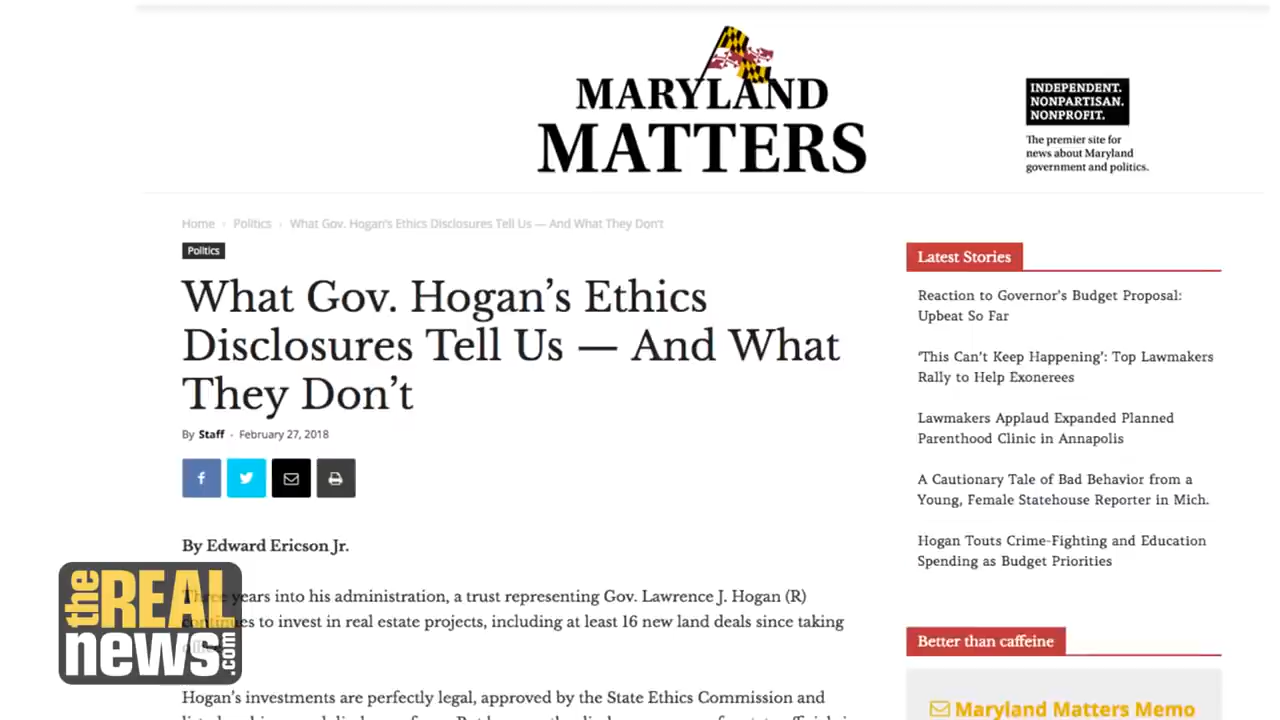 MARYLAND
MATTERS
INDEPENDENT.
NONPARTISAN.
NONPROFIT.
The premier site for
news about Maryland
government and politics.
Home › Politics › What Gov. Hogan's Ethics Disclosures Tell Us — And What They Don't
Politics
What Gov. Hogan's Ethics
Disclosures Tell Us — And What
They Don't
By Staff - February 27, 2018
By Edward Ericson Jr.
Three years into his administration, a trust representing Gov. Lawrence J. Hogan (R)
continues to invest in real estate projects, including at least 16 new land deals since taking
office.
Hogan's investments are perfectly legal, approved by the State Ethics Commission and
Latest Stories
Reaction to Governor's Budget Proposal:
Upbeat So Far
'This Can't Keep Happening': Top Lawmakers
Rally to Help Exonerees
Lawmakers Applaud Expanded Planned
Parenthood Clinic in Annapolis
A Cautionary Tale of Bad Behavior from a
Young, Female Statehouse Reporter in Mich.
Hogan Touts Crime-Fighting and Education
Spending as Budget Priorities
Better than caffeine
Maryland Matters Memo
the REAL
news.com